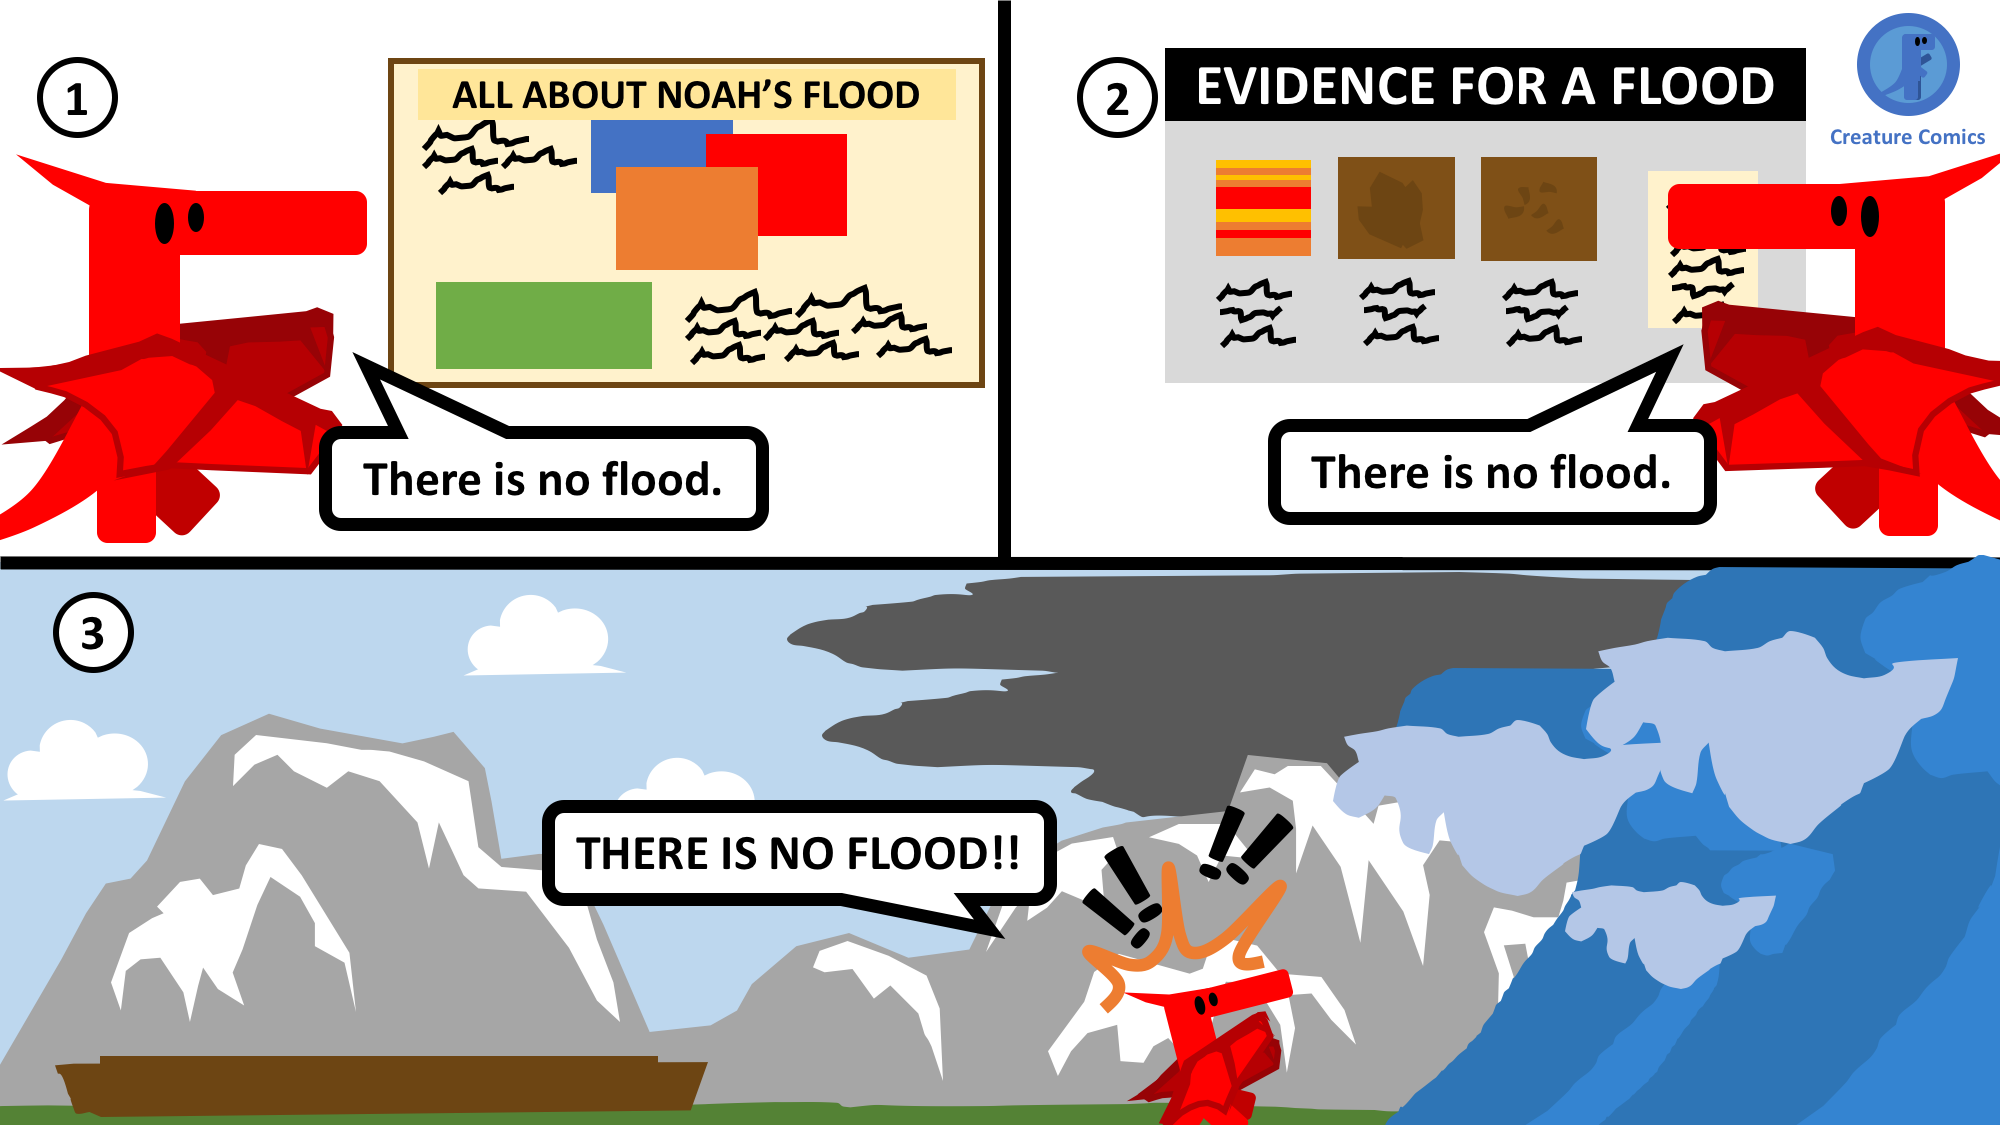 1
ALL ABOUT NOAH'S FLOOD
There is no flood.
2
EVIDENCE FOR A FLOOD
Creature Comics
There is no flood.
3
THERE IS NO FLOOD!!